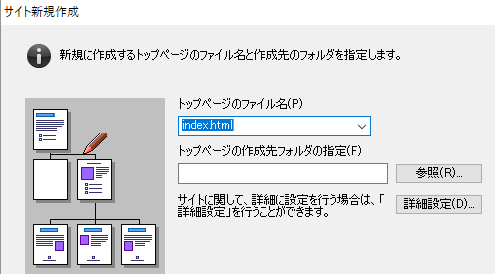 サイト新規作成
新規に作成するトップページのファイル名と作成先のフォルダを指定します。
トップページのファイル名(P)
index.html
トップページの作成先フォルダの指定(F)
参照(R)...
サイトに関して、詳細に設定を行う場合は、「
詳細設定」を行うことができます。
詳細設定(D)...